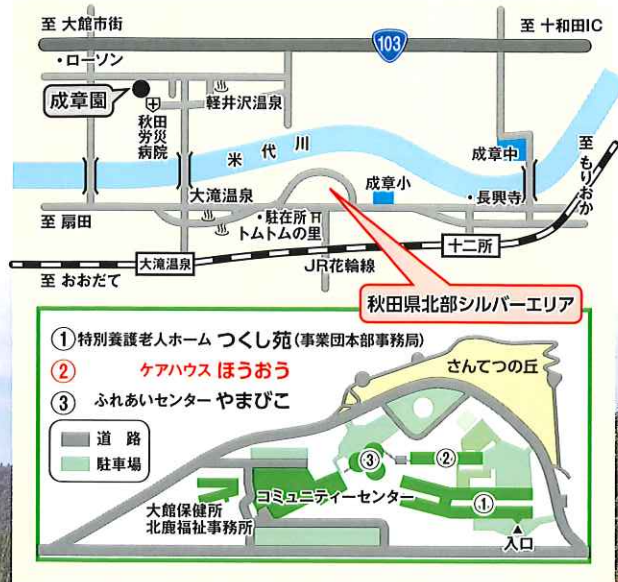 至 大館市街
103
至 十和田IC
・ローソン
成章園
秋田
労災
病院
軽井沢温泉
米代川
成章中
至 もりおか
大滝温泉
成章小
・長興寺
至 扇田
・駐在所
トムトムの里
十二所
大滝温泉
JR花輪線
至 おおだて
秋田県北部シルバーエリア
①特別養護老人ホーム つくし苑(事業団本部事務局)
② ケアハウス ほうおう
③ ふれあいセンター やまびこ
さんてつの丘
道 路
駐車場
③
②
コミュニティーセンター
①
大館保健所
北鹿福祉事務所
入口